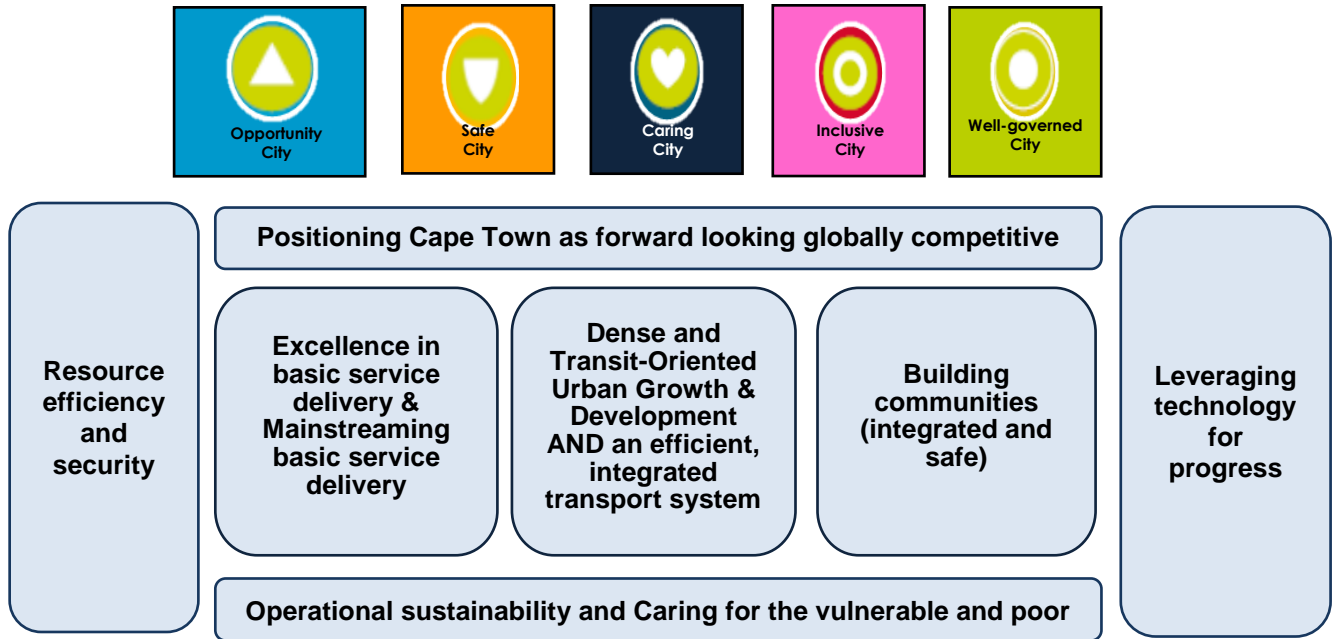 Opportunity
City
Safe
City
Caring
City
Inclusive
City
Well-governed
City
Positioning Cape Town as forward looking globally competitive
Resource
efficiency
and
security
Excellence in
basic service
delivery &
Mainstreaming
basic service
delivery
Dense and
Transit-Oriented
Urban Growth &
Development
AND an efficient,
integrated
transport system
Building
communities
(integrated and
safe)
Leveraging
technology
for
progress
Operational sustainability and Caring for the vulnerable and poor